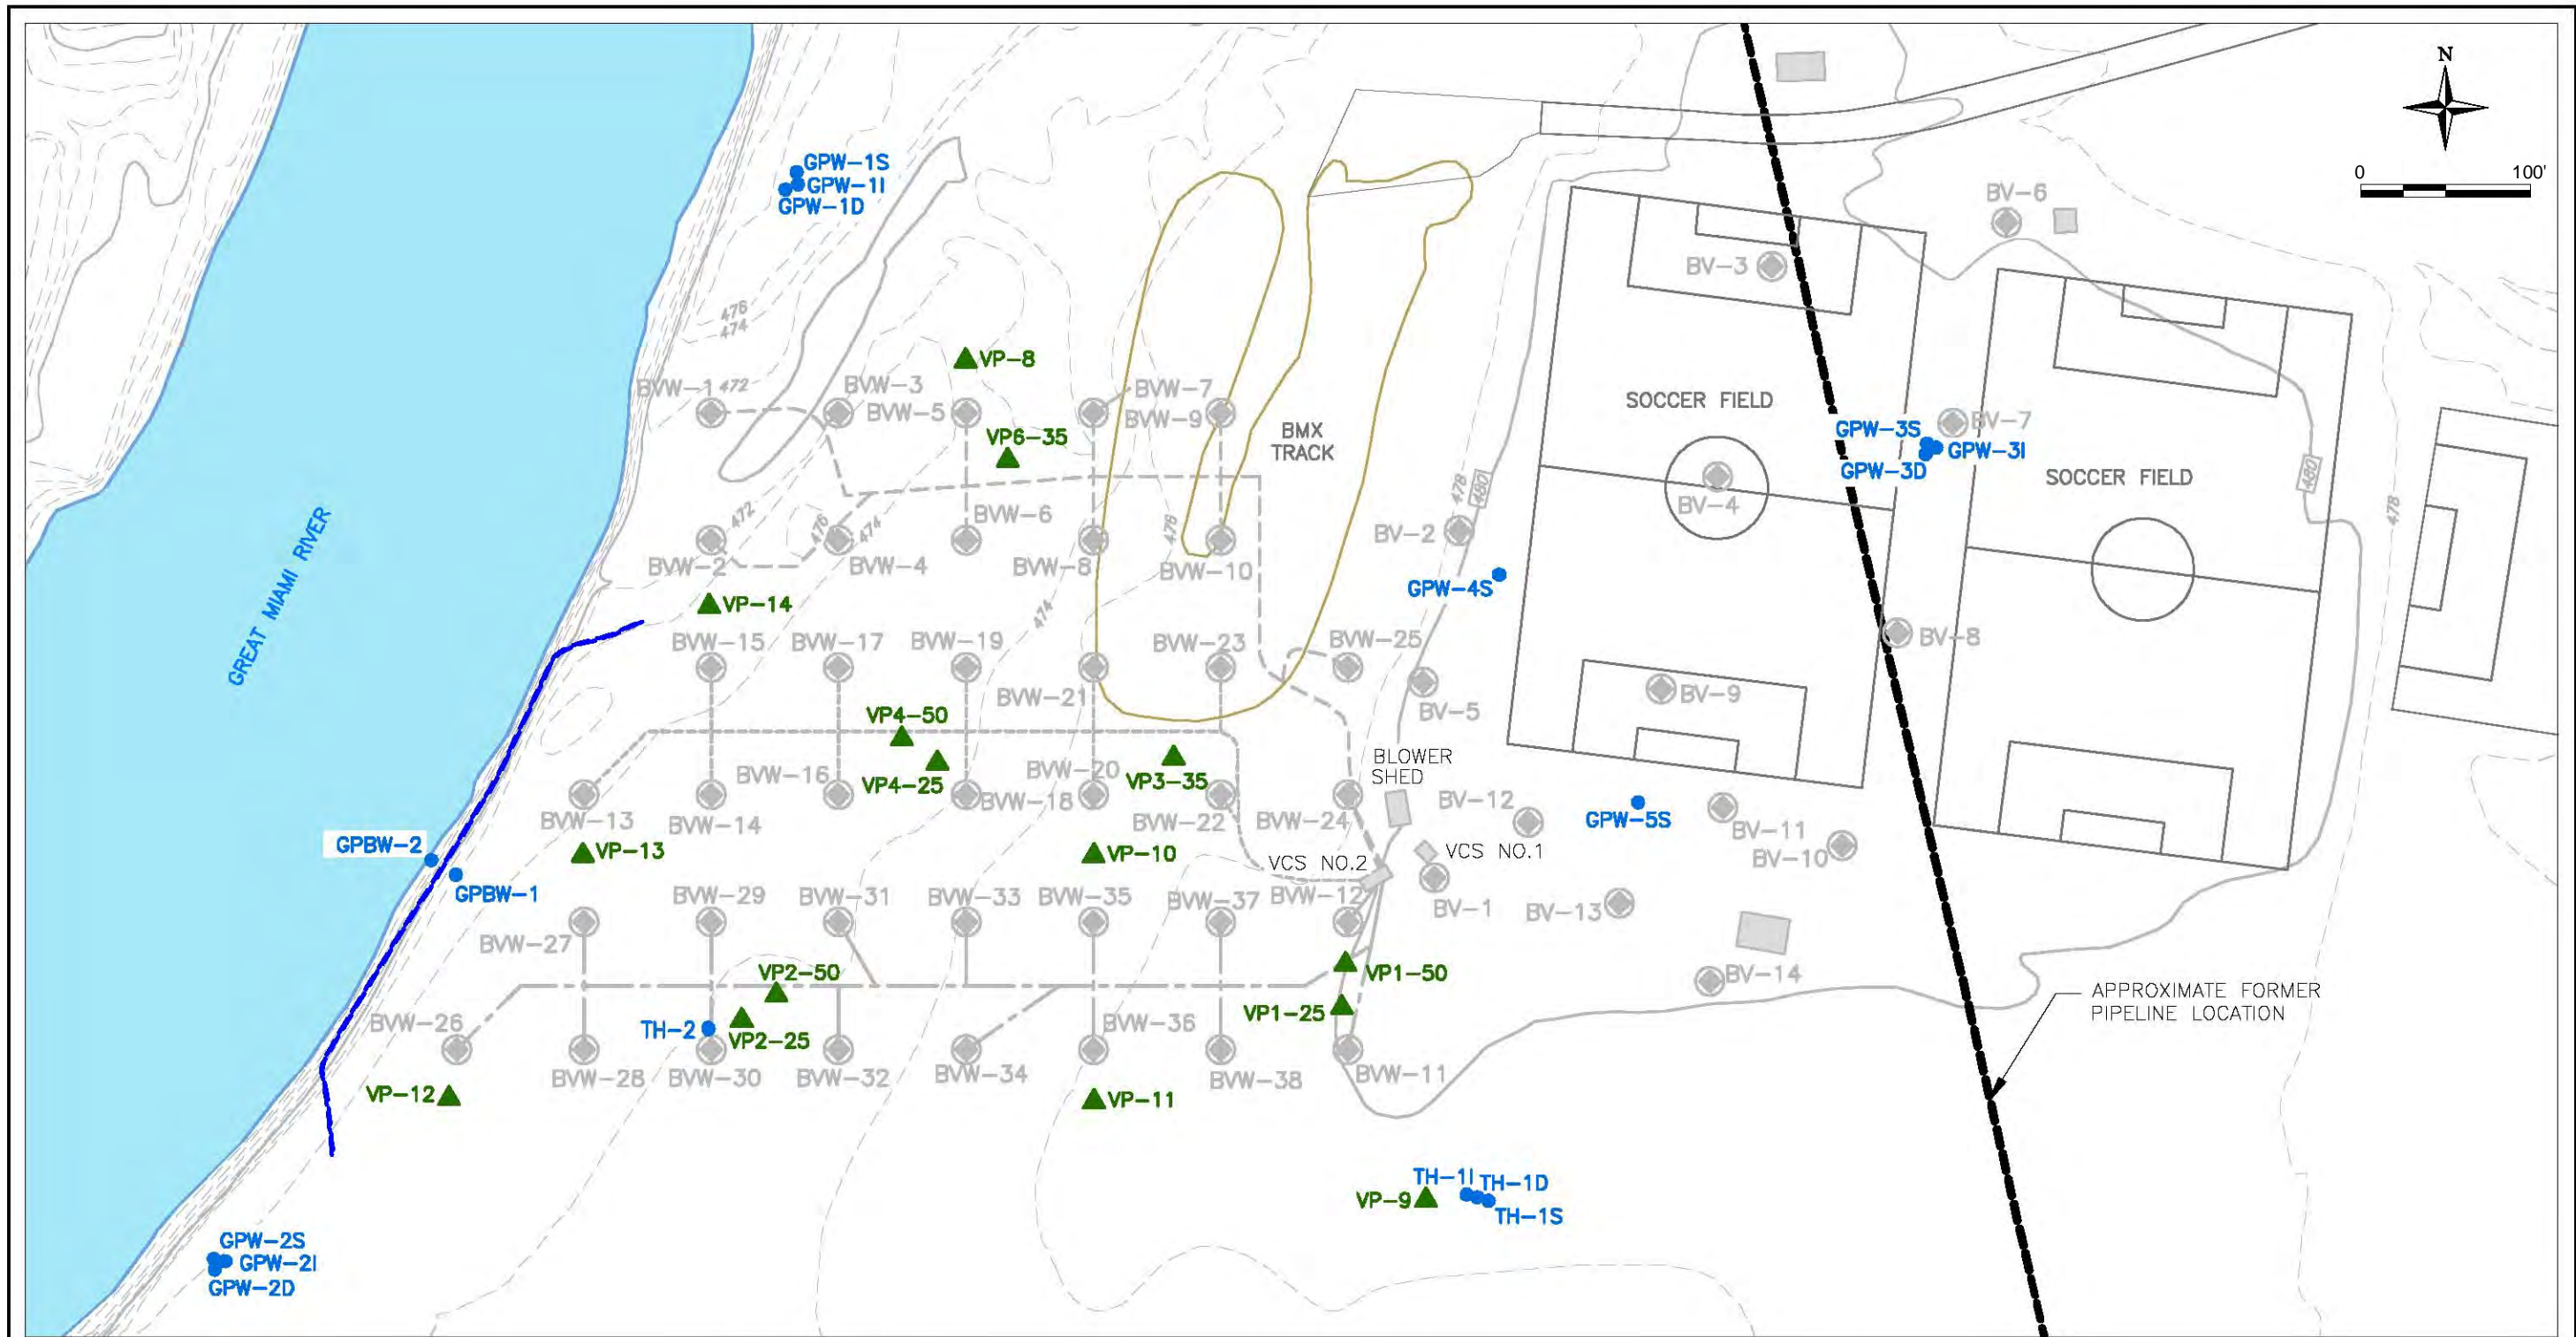 N
0 100'
GPW-1S
GPW-1I
GPW-1D
BV-6
BV-3
476
474
VP-8
BVW-1
472
BVW-3
BVW-5
BVW-7
BVW-9
SOCCER FIELD
BV-7
GPW-3S
GPW-3I
GPW-3D
VP6-35
BMX
TRACK
SOCCER FIELD
478
480
480
478
BV-4
BVW-6
472
476
474
476
BV-2
BVW-2
BVW-4
BVW-8
BVW-10
GREAT MIAMI RIVER
GPW-4S
VP-14
474
BVW-15
BVW-17
BVW-19
BVW-23
BVW-25
BV-8
BVW-21
BV-9
BV-5
VP4-50
BLOWER
SHED
BVW-16
VP4-25
BVW-20
VP3-35
BVW-18
BV-12
GPW-5S
BVW-13
BVW-14
BVW-22
BVW-24
BV-11
BV-10
GPBW-2
VP-13
VP-10
VCS NO.2
VCS NO.1
GPBW-1
BVW-29
BVW-31
BVW-33
BVW-35
BVW-37
BVW-12
BV-1
BV-13
BVW-27
VP2-50
VP1-50
BV-14
APPROXIMATE FORMER
PIPELINE LOCATION
VP1-25
BVW-26
TH-2
VP2-25
BVW-36
BVW-28
BVW-30
BVW-32
BVW-34
BVW-38
BVW-11
VP-12
VP-11
TH-1I
TH-1D
VP-9
TH-1S
GPW-2S
GPW-2I
GPW-2D